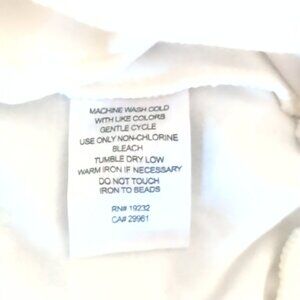 MACHINE WASH COLD
WITH LIKE COLORS
GENTLE CYCLE
USE ONLY NON-CHLORINE
BLEACH
TUMBLE DRY LOW
WARM IRON IF NECESSARY
DO NOT TOUCH
IRON TO BEADS
RN# 19232
CA# 29961